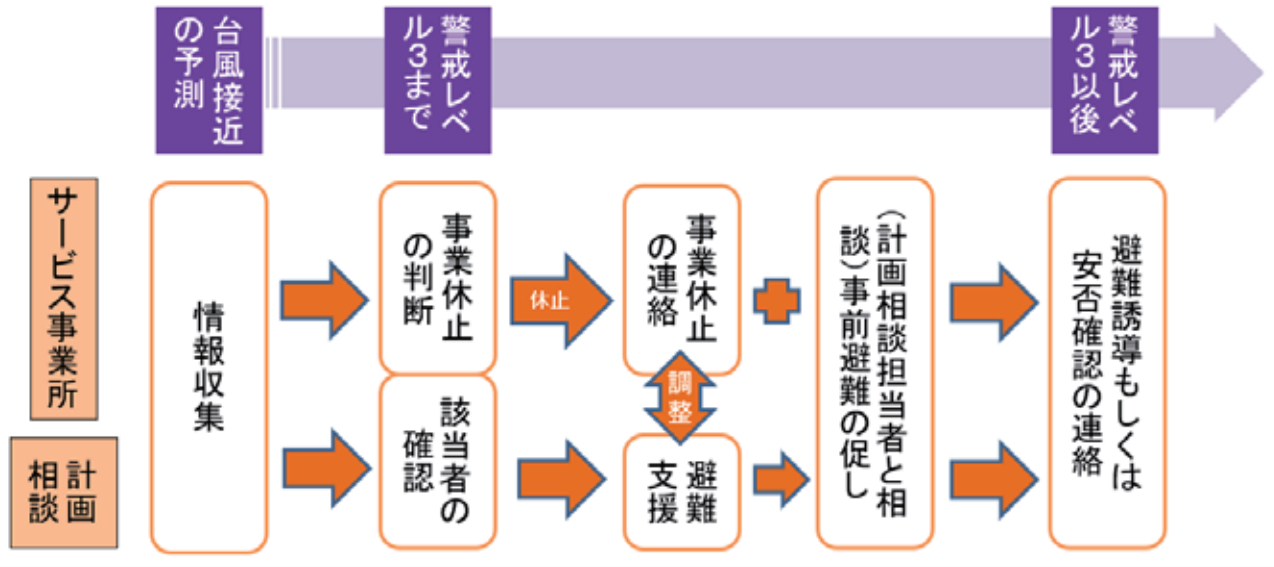 台風接近
の予測
警戒レベ
ル3まで
警戒レベ
ル3以後
サービス事業所
情報収集
事業休止
の判断
休止
事業休止
の連絡
（計画相談担当者と相
談）事前避難の促し
避難誘導もしくは
安否確認の連絡
調整
計画
相談
該当者の
確認
避難
支援